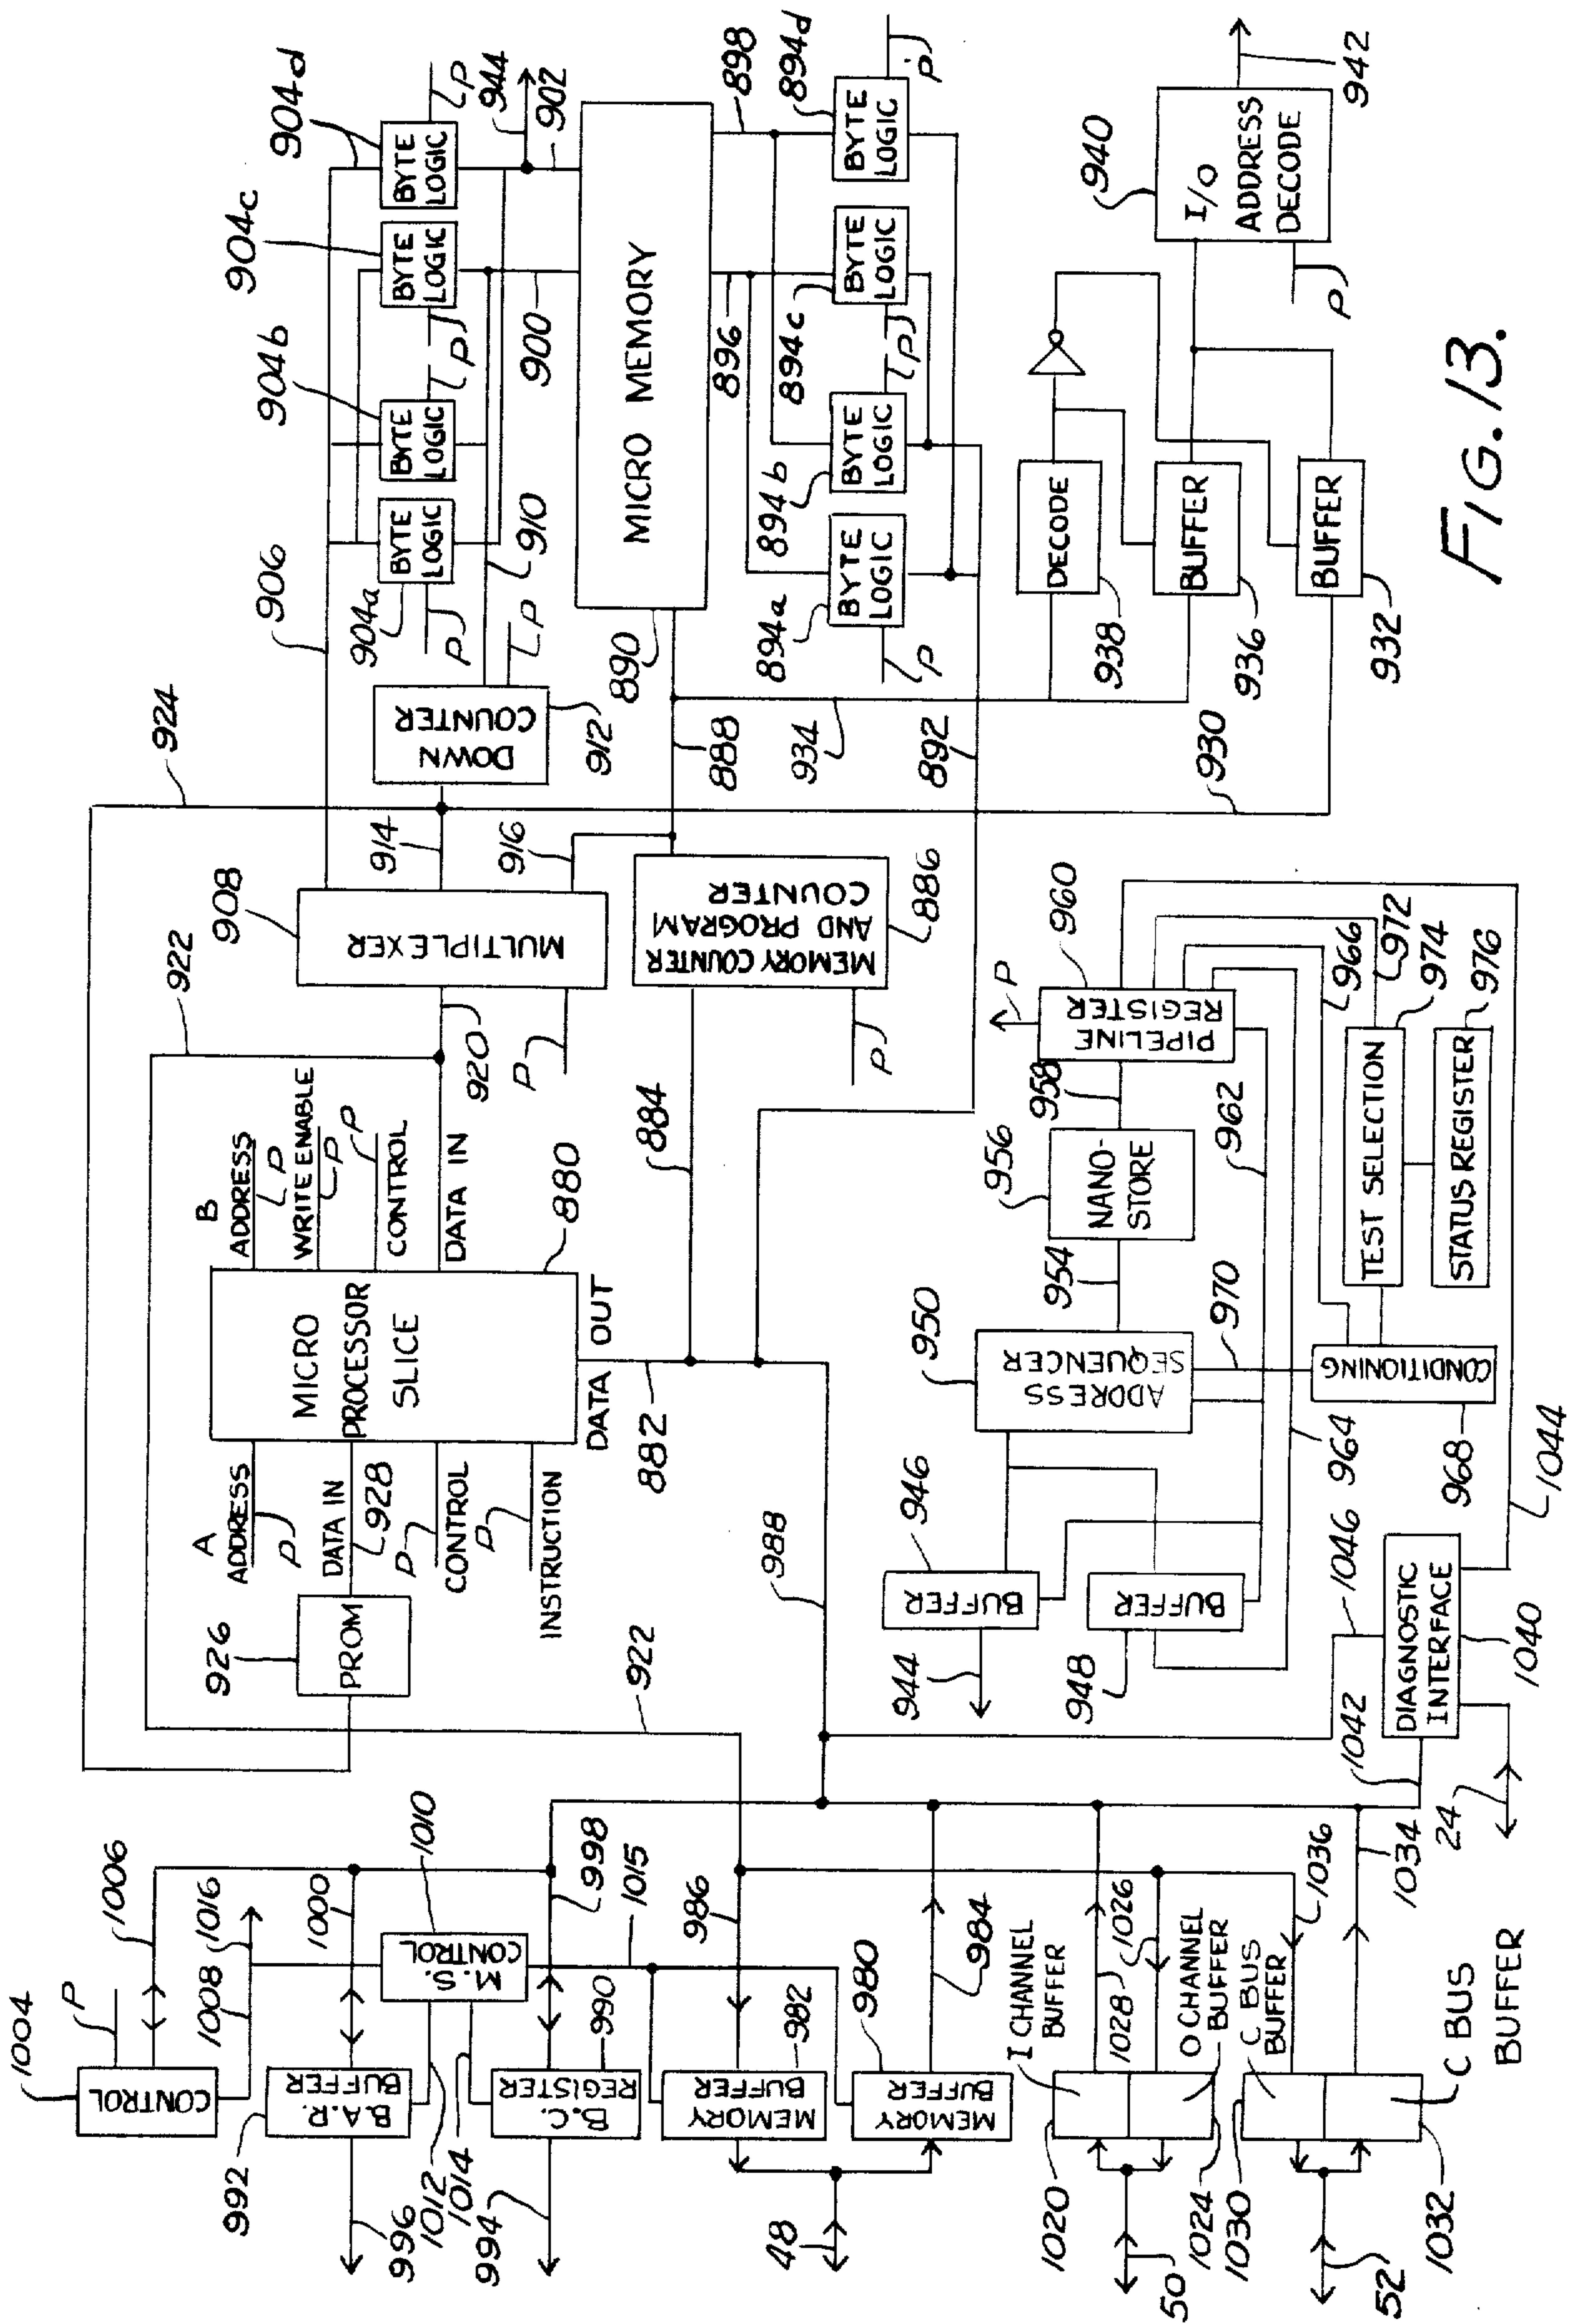 1004
P
1006
1008
1016
CONTROL
992
B.A.R.
BUFFER
1000
1010
M.S.
CONTROL
996
1012
1014
994
B.C.
REGISTER
990
998
1015
MEMORY
BUFFER
982
986
48
MEMORY
BUFFER
980
984
I CHANNEL
BUFFER
1020
1028
1026
50
1024
O CHANNEL
BUFFER
1030
C BUS
BUFFER
1036
52
1032
C BUS
BUFFER
1034
24
922
926
PROM
A
ADDRESS
P
DATA IN
928
P
CONTROL
P
INSTRUCTION
MICRO
PROCESSOR
SLICE
B
ADDRESS
P
WRITE ENABLE
P
P
CONTROL
DATA IN
880
DATA OUT
882
884
988
922
924
920
P
908
MULTIPLEXER
914
916
906
MEMORY COUNTER
AND PROGRAM
COUNTER
886
P
DOWN
COUNTER
912
P
910
904a
BYTE
LOGIC
P
904b
BYTE
LOGIC
P
904c
BYTE
LOGIC
P
904d
BYTE
LOGIC
P
944
902
900
890
MICRO MEMORY
888
896
898
894a
BYTE
LOGIC
P
894b
BYTE
LOGIC
P
894c
BYTE
LOGIC
P
894d
BYTE
LOGIC
P
892
934
930
DECODE
938
BUFFER
936
BUFFER
932
940
I/O
ADDRESS
DECODE
P
942
944
946
BUFFER
948
BUFFER
950
ADDRESS
SEQUENCER
954
956
NANO-
STORE
958
PIPELINE
REGISTER
960
P
962
964
966
970
968
CONDITIONING
972
974
TEST SELECTION
976
STATUS REGISTER
1042
1046
DIAGNOSTIC
INTERFACE
1040
1044
FIG. 13.